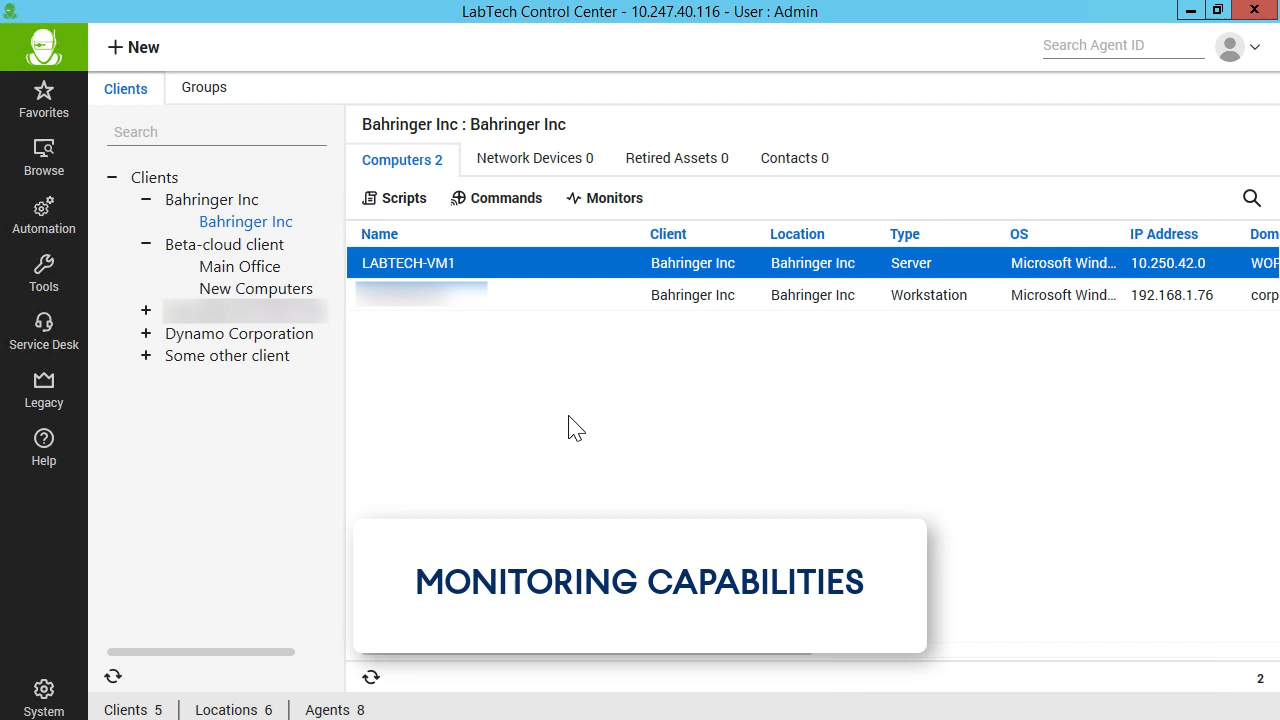 LabTech Control Center - 10.247.40.116 - User : Admin
New
Search Agent ID
Favorites
Browse
Automation
Tools
Service Desk
Legacy
Help
System
Clients
Groups
Search
Clients
Bahringer Inc
Bahringer Inc
Beta-cloud client
Main Office
New Computers
Dynamo Corporation
Some other client
Bahringer Inc : Bahringer Inc
Computers 2 Network Devices 0 Retired Assets 0 Contacts 0
Scripts Commands Monitors
Name Client Location Type OS IP Address Dom
LABTECH-VM1 Bahringer Inc Bahringer Inc Server Microsoft Wind... 10.250.42.0 WOF
Bahringer Inc Bahringer Inc Workstation Microsoft Wind... 192.168.1.76 corp
MONITORING CAPABILITIES
2
Clients 5 Locations 6 Agents 8